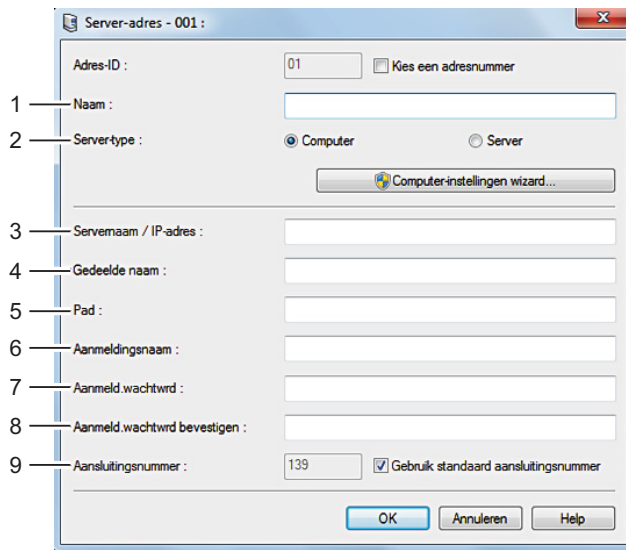 Server-adres - 001 :
Adres-ID : 01 Kies een adresnummer
1 Naam :
2 Server-type : Computer Server
Computer-instellingen wizard...
3 Servernaam / IP-adres :
4 Gedeelde naam :
5 Pad :
6 Aanmeldingsnaam :
7 Aanmeld.wachtwrd :
8 Aanmeld.wachtwrd bevestigen :
9 Aansluitingsnummer : 139 Gebruik standaard aansluitingsnummer
OK Annuleren Help